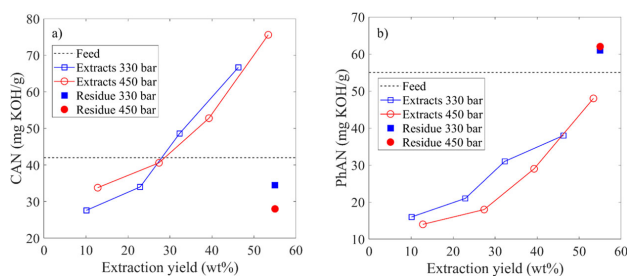 a)
Feed
Extracts 330 bar
Extracts 450 bar
Residue 330 bar
Residue 450 bar
CAN (mg KOH/g)
80
70
60
50
40
30
20
0
10
20
30
40
50
60
Extraction yield (wt%)
b)
Feed
Extracts 330 bar
Extracts 450 bar
Residue 330 bar
Residue 450 bar
PhAN (mg KOH/g)
70
60
50
40
30
20
10
0
10
20
30
40
50
60
Extraction yield (wt%)